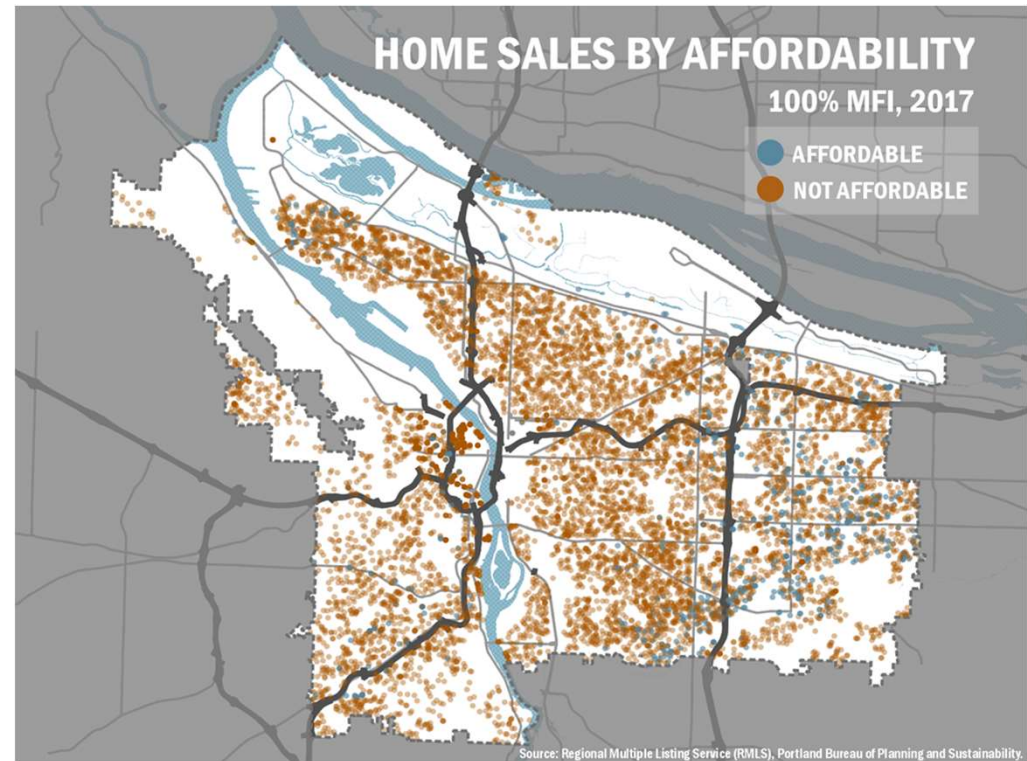 HOME SALES BY AFFORDABILITY
100% MFI, 2017
AFFORDABLE
NOT AFFORDABLE
Source: Regional Multiple Listing Service (RMLS), Portland Bureau of Planning and Sustainability.